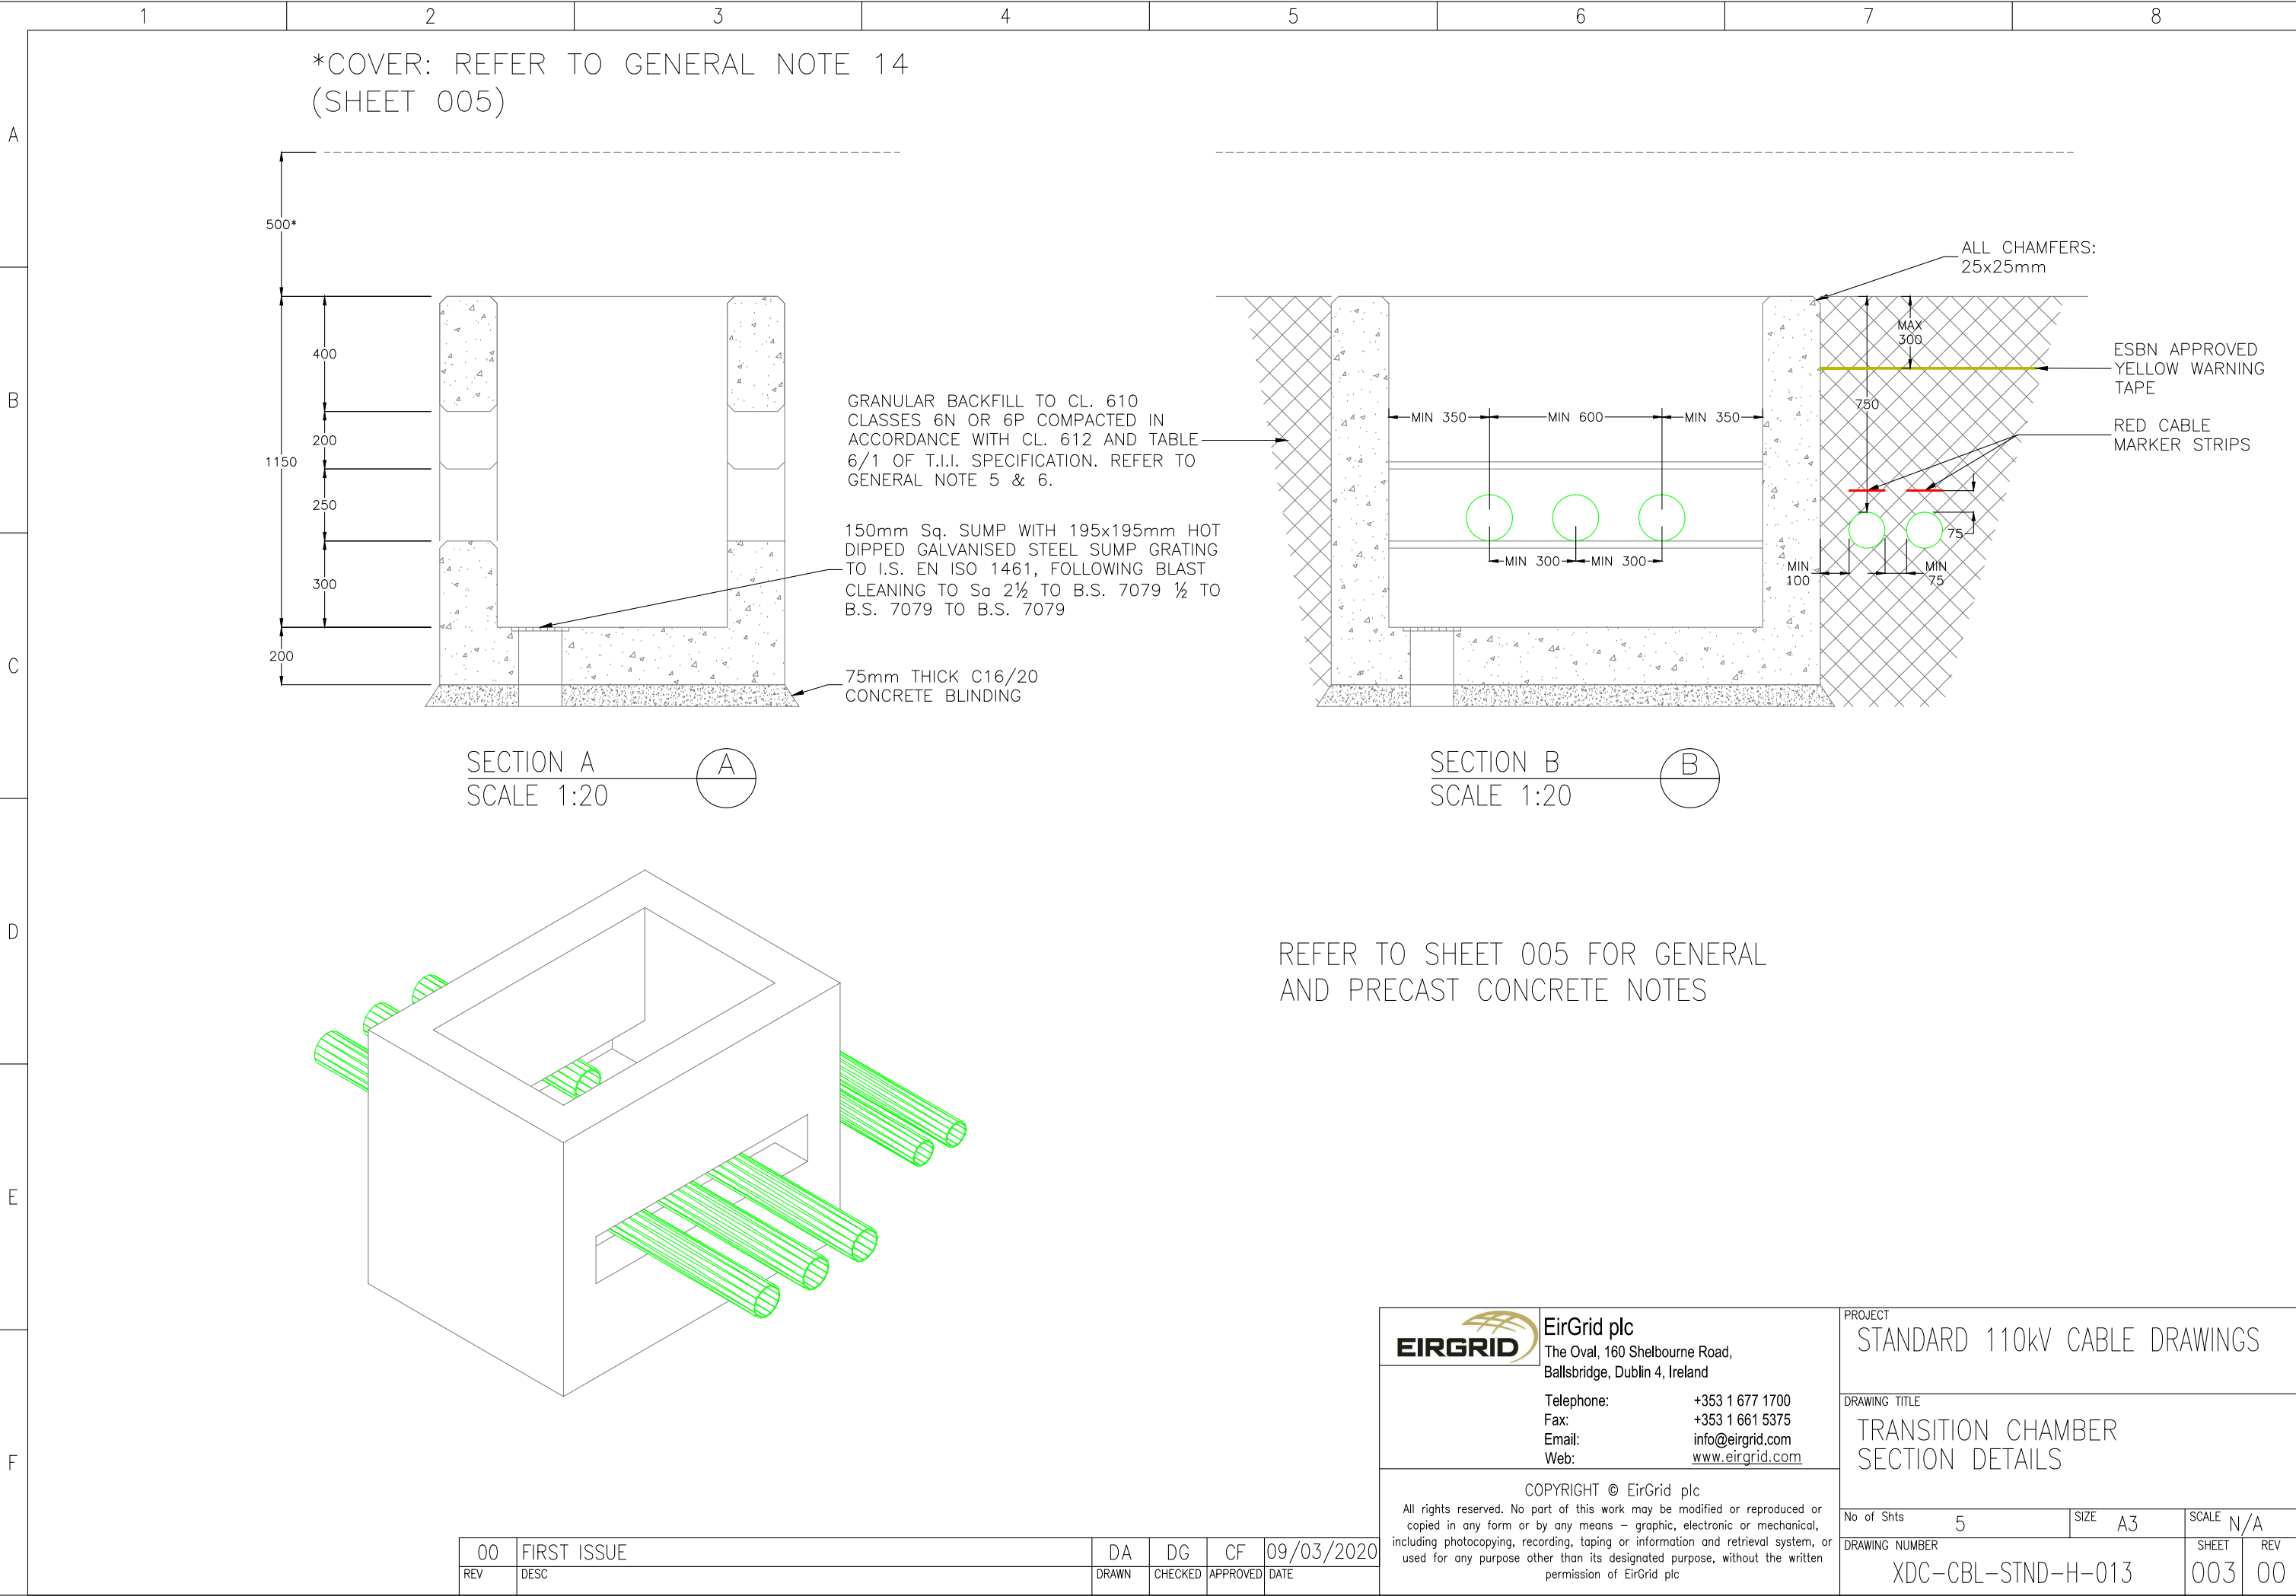 1 2 3 4 5 6 7 8
*COVER: REFER TO GENERAL NOTE 14
(SHEET 005)
A
B
C
D
E
F
500*
1150
200
400
200
250
300
GRANULAR BACKFILL TO CL. 610
CLASSES 6N OR 6P COMPACTED IN
ACCORDANCE WITH CL. 612 AND TABLE
6/1 OF T.I.I. SPECIFICATION. REFER TO
GENERAL NOTE 5 & 6.
150mm Sq. SUMP WITH 195x195mm HOT
DIPPED GALVANISED STEEL SUMP GRATING
TO I.S. EN ISO 1461, FOLLOWING BLAST
CLEANING TO Sa 2½ TO B.S. 7079 ½ TO
B.S. 7079 TO B.S. 7079
75mm THICK C16/20
CONCRETE BLINDING
SECTION A
SCALE 1:20
A
ALL CHAMFERS:
25x25mm
MAX
300
750
ESBN APPROVED
YELLOW WARNING
TAPE
RED CABLE
MARKER STRIPS
MIN 350
MIN 600
MIN 350
MIN 300
MIN 300
MIN
100
MIN
75
75
SECTION B
SCALE 1:20
B
REFER TO SHEET 005 FOR GENERAL
AND PRECAST CONCRETE NOTES
EIRGRID
EirGrid plc
The Oval, 160 Shelbourne Road,
Ballsbridge, Dublin 4, Ireland
Telephone: +353 1 677 1700
Fax: +353 1 661 5375
Email: info@eirgrid.com
Web: www.eirgrid.com
COPYRIGHT © EirGrid plc
All rights reserved. No part of this work may be modified or reproduced or
copied in any form or by any means – graphic, electronic or mechanical,
including photocopying, recording, taping or information and retrieval system, or
used for any purpose other than its designated purpose, without the written
permission of EirGrid plc
PROJECT
STANDARD 110kV CABLE DRAWINGS
DRAWING TITLE
TRANSITION CHAMBER
SECTION DETAILS
No of Shts 5
SIZE A3
SCALE N/A
DRAWING NUMBER
XDC-CBL-STND-H-013
SHEET
003
REV
00
00 FIRST ISSUE DA DG CF 09/03/2020
REV DESC DRAWN CHECKED APPROVED DATE